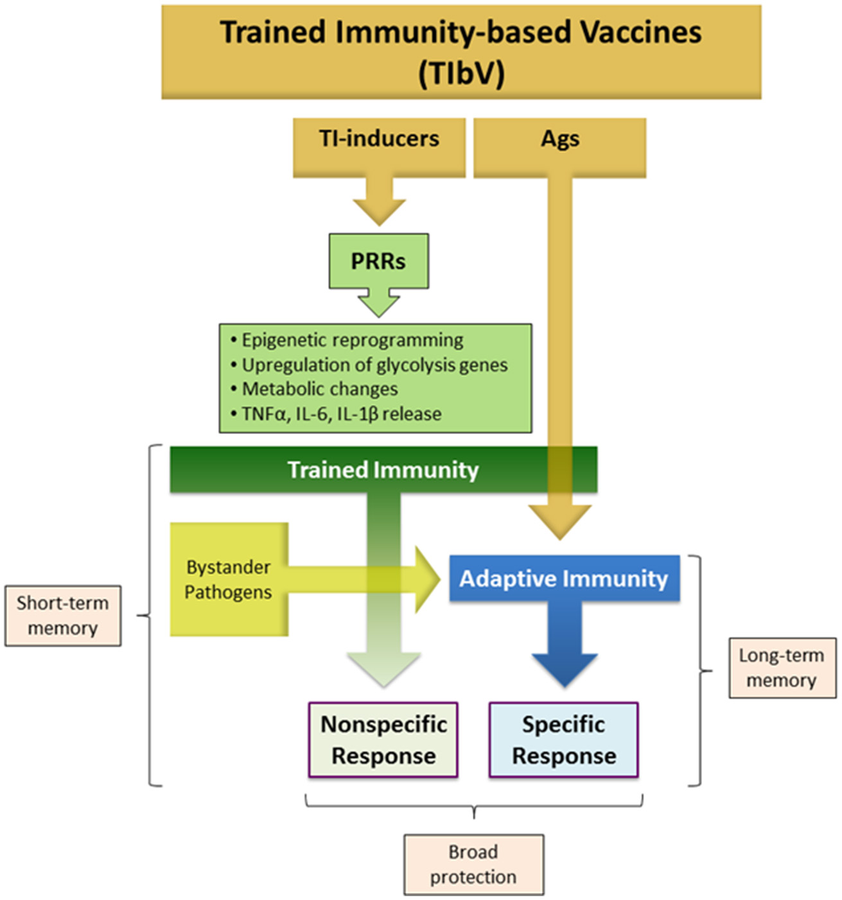 Trained Immunity-based Vaccines
(TIbV)
TI-inducers
Ags
PRRs
• Epigenetic reprogramming
• Upregulation of glycolysis genes
• Metabolic changes
• TNFα, IL-6, IL-1β release
Trained Immunity
Bystander
Pathogens
Adaptive Immunity
Short-term
memory
Long-term
memory
Nonspecific
Response
Specific
Response
Broad
protection